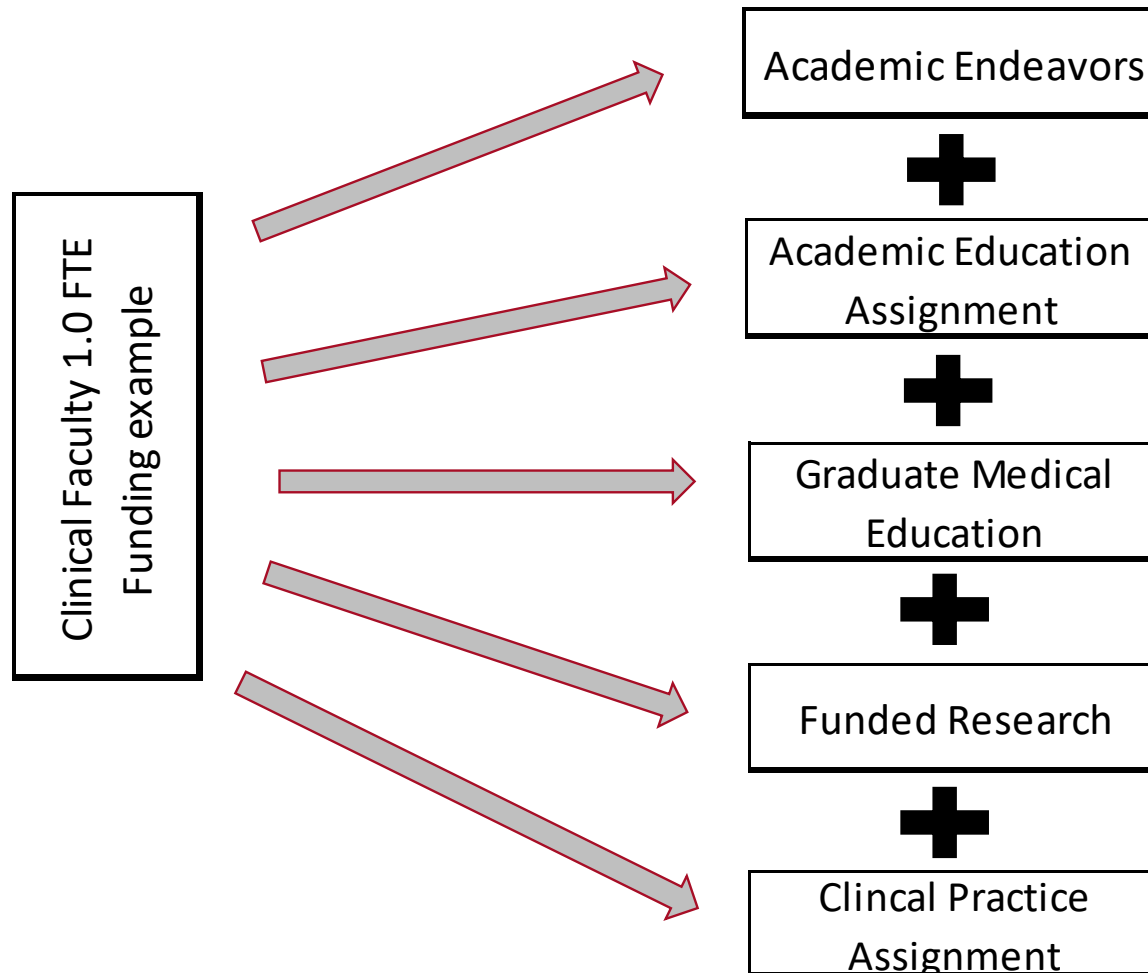 Clinical Faculty 1.0 FTE
Funding example
Academic Endeavors
Academic Education
Assignment
Graduate Medical
Education
Funded Research
Clincal Practice
Assignment